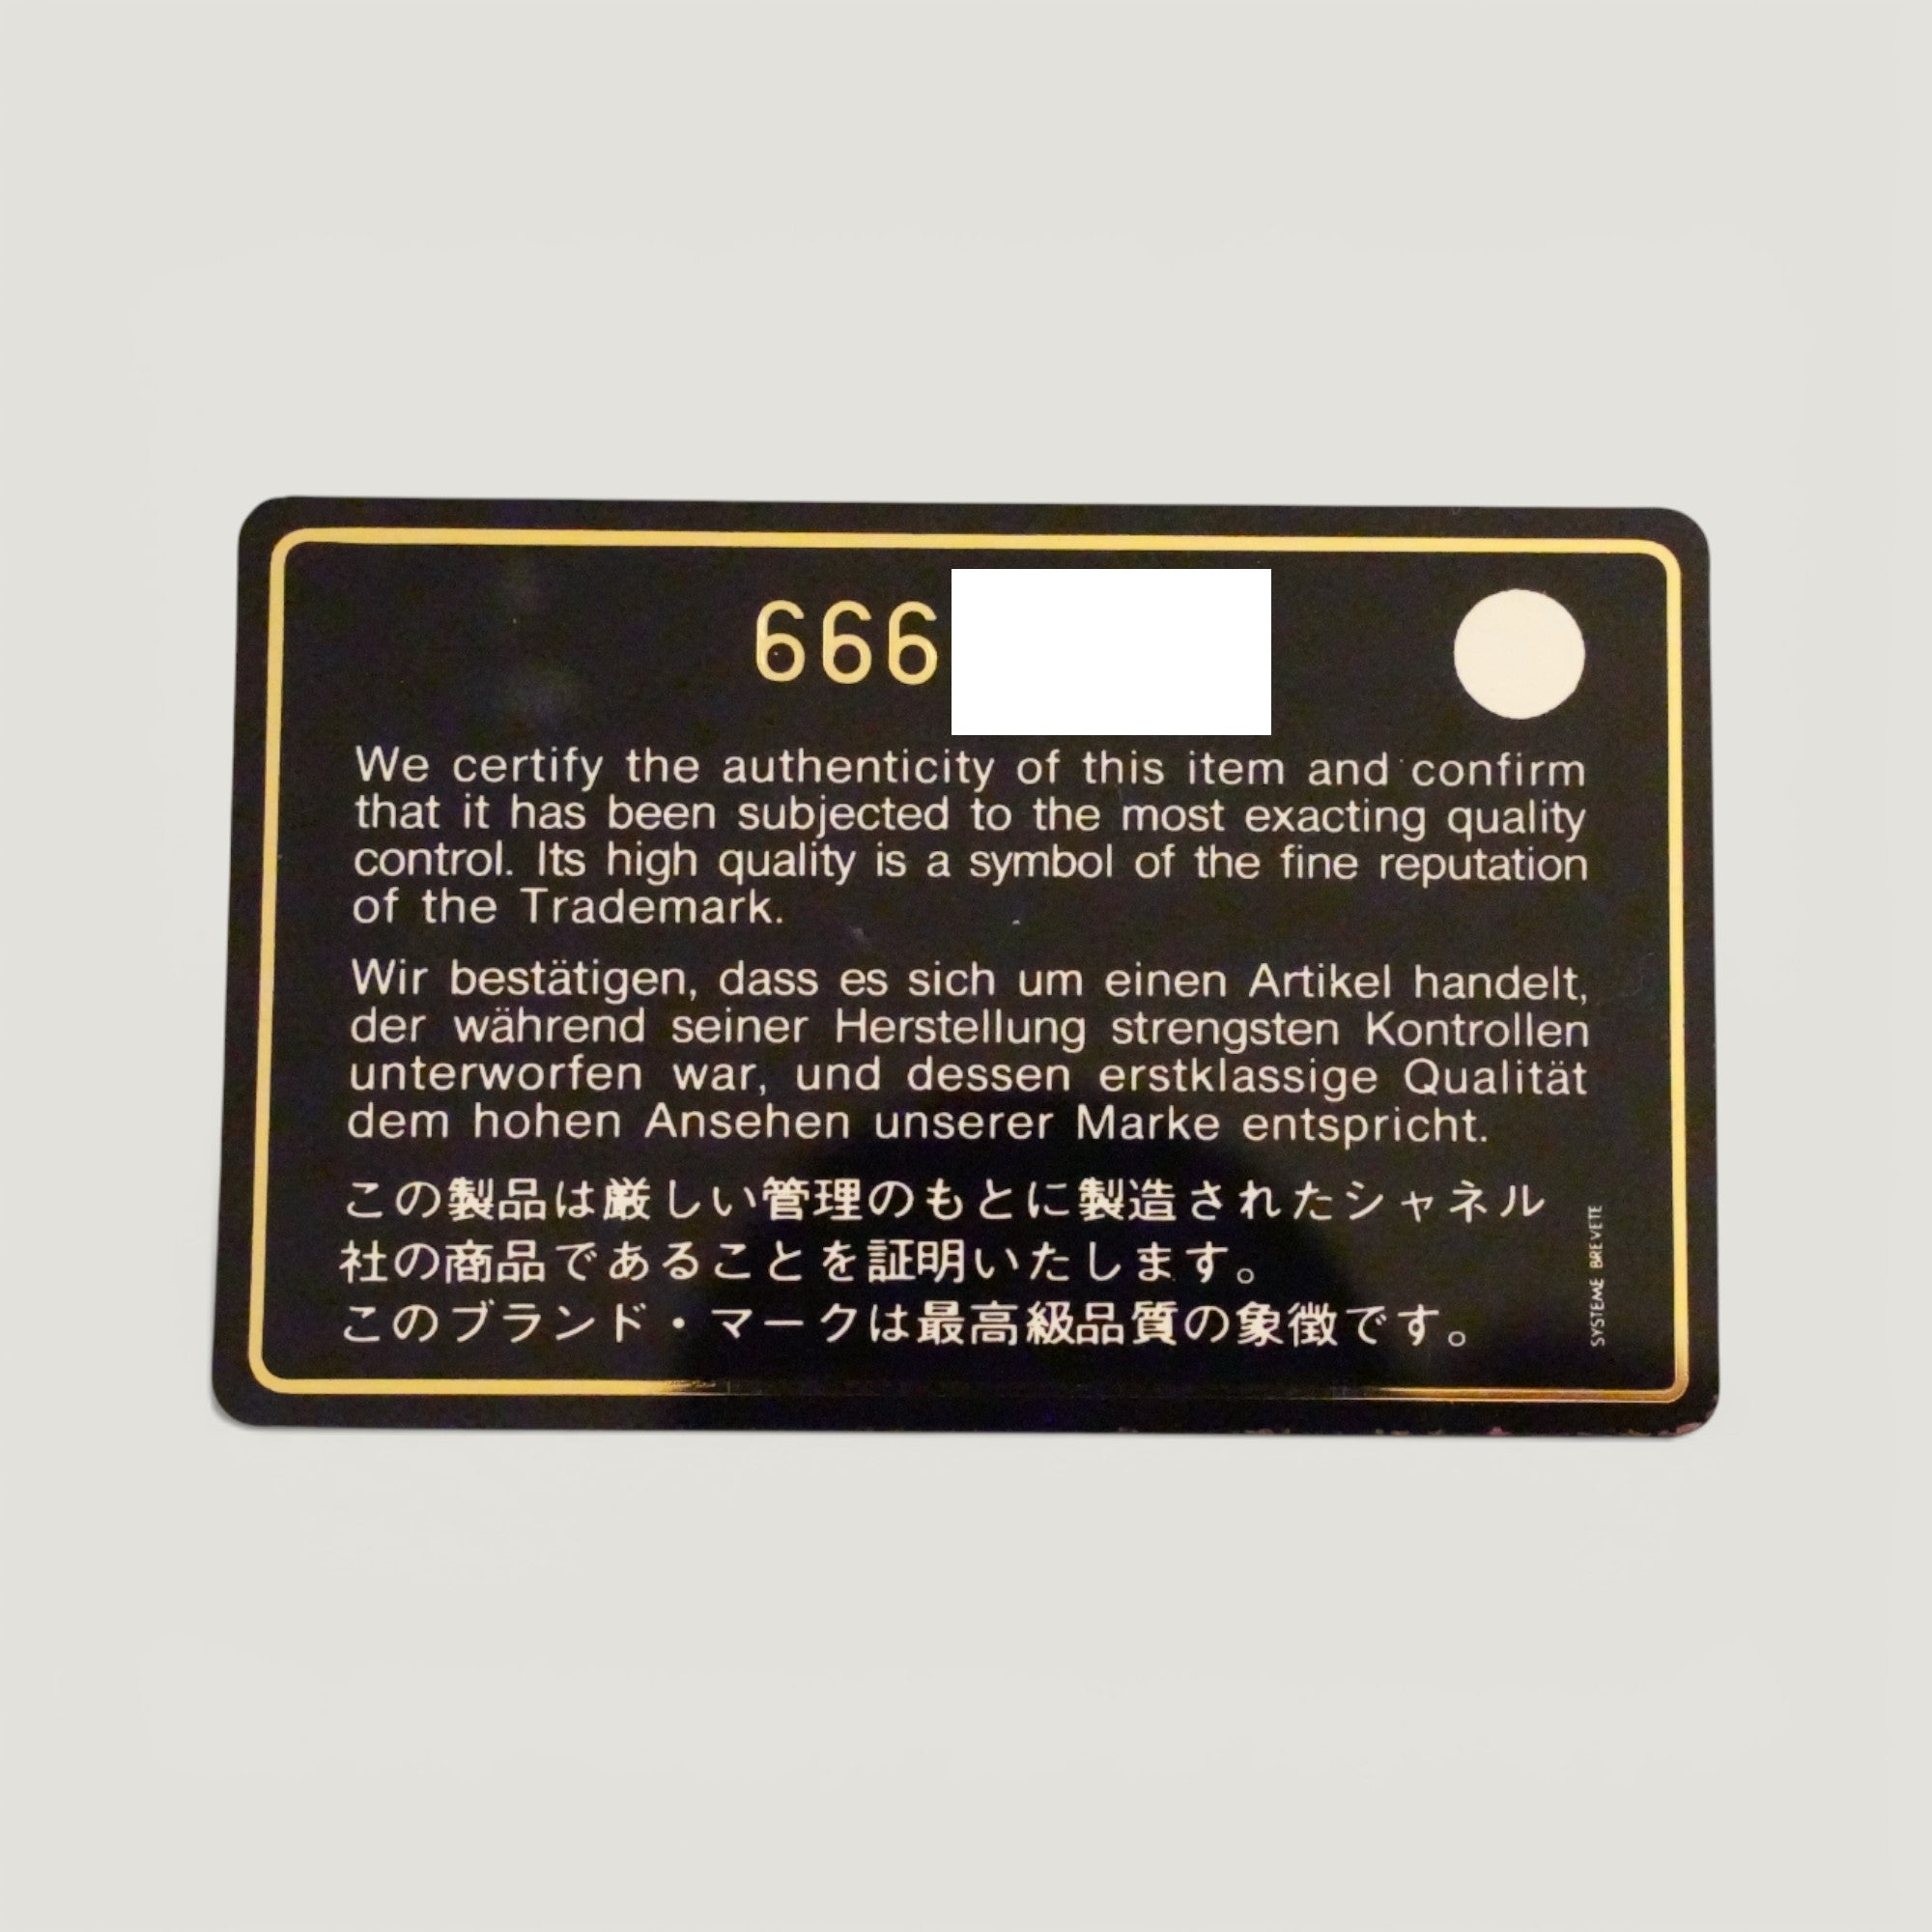 666
We certify the authenticity of this item and confirm
that it has been subjected to the most exacting quality
control. Its high quality is a symbol of the fine reputation
of the Trademark.
Wir bestätigen, dass es sich um einen Artikel handelt,
der während seiner Herstellung strengsten Kontrollen
unterworfen war, und dessen erstklassige Qualität
dem hohen Ansehen unserer Marke entspricht.
この製品は厳しい管理のもとに製造されたシャネル
社の商品であることを証明いたします。
このブランド・マークは最高級品質の象徴です。
SYSTEME BREVETE